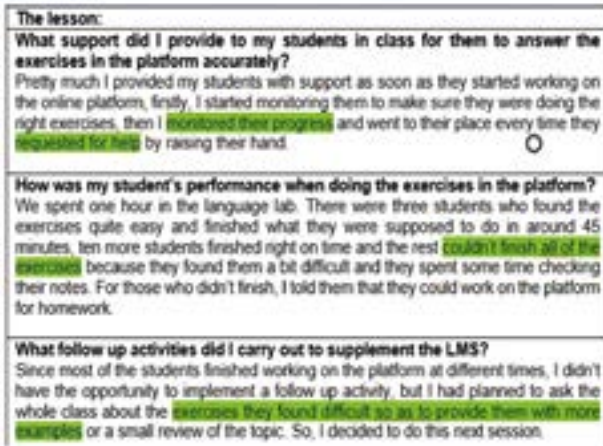 The lesson:
What support did I provide to my students in class for them to answer the
exercises in the platform accurately?
Pretty much I provided my students with support as soon as they started working on
the online platform, firstly, I started monitoring them to make sure they were doing the
right exercises, then I monitored their progress and went to their place every time they
requested for help by raising their hand.
How was my student's performance when doing the exercises in the platform?
We spent one hour in the language lab. There were three students who found the
exercises quite easy and finished what they were supposed to do in around 45
minutes, ten more students finished right on time and the rest couldn't finish all of the
exercises because they found them a bit difficult and they spent some time checking
their notes. For those who didn't finish, I told them that they could work on the platform
for homework.
What follow up activities did I carry out to supplement the LMS?
Since most of the students finished working on the platform at different times, I didn't
have the opportunity to implement a follow up activity, but I had planned to ask the
whole class about the exercises they found difficult so as to provide them with more
examples or a small review of the topic. So, I decided to do this next session.